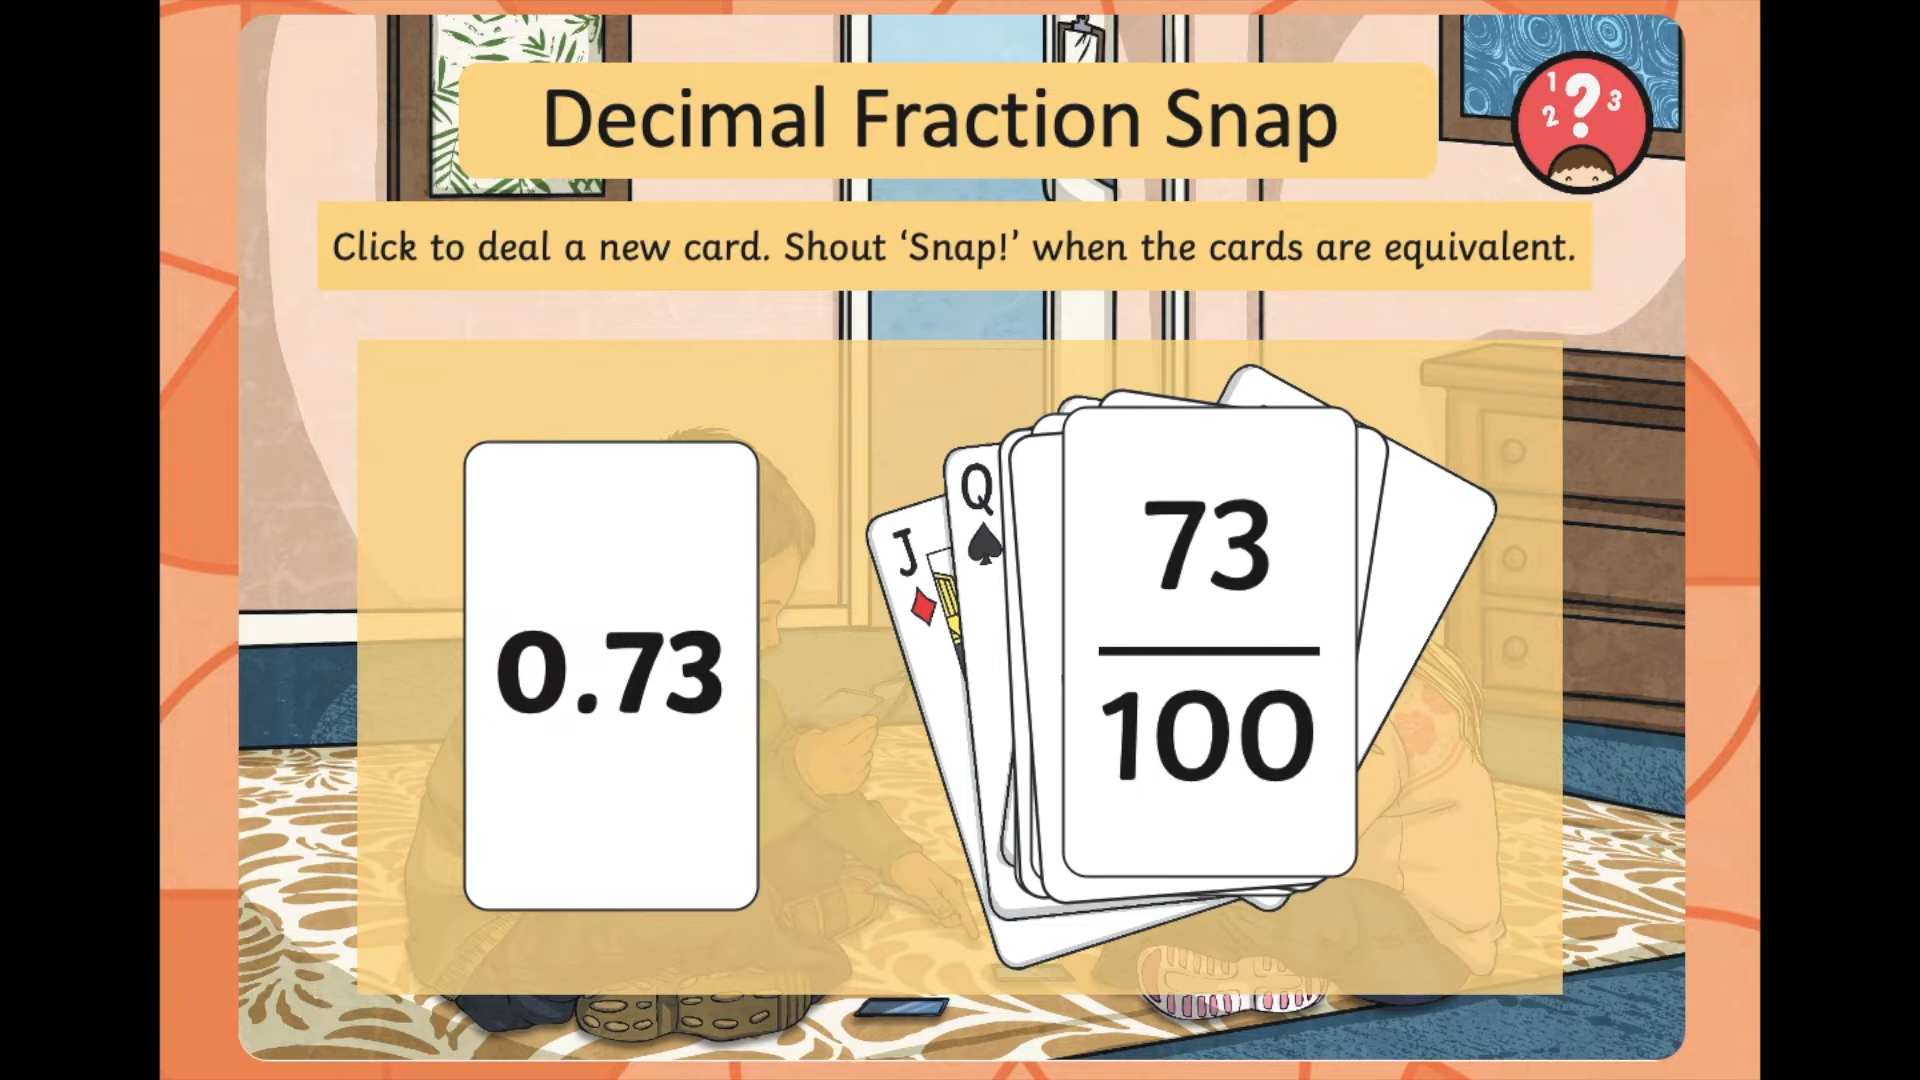 Decimal Fraction Snap
1 ? 3
2
Click to deal a new card. Shout ‘Snap!’ when the cards are equivalent.
0.73
J
Q
73
100